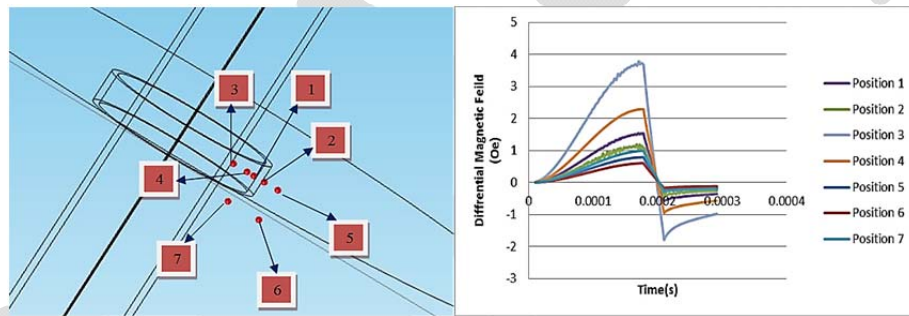 3
1
2
4
7
5
6
Diffrential Magnetic Feild
(Oe)
5
4
3
2
1
0
-1
-2
-3
0
0.0001
0.0002
0.0003
0.0004
Time(s)
Position 1
Position 2
Position 3
Position 4
Position 5
Position 6
Position 7